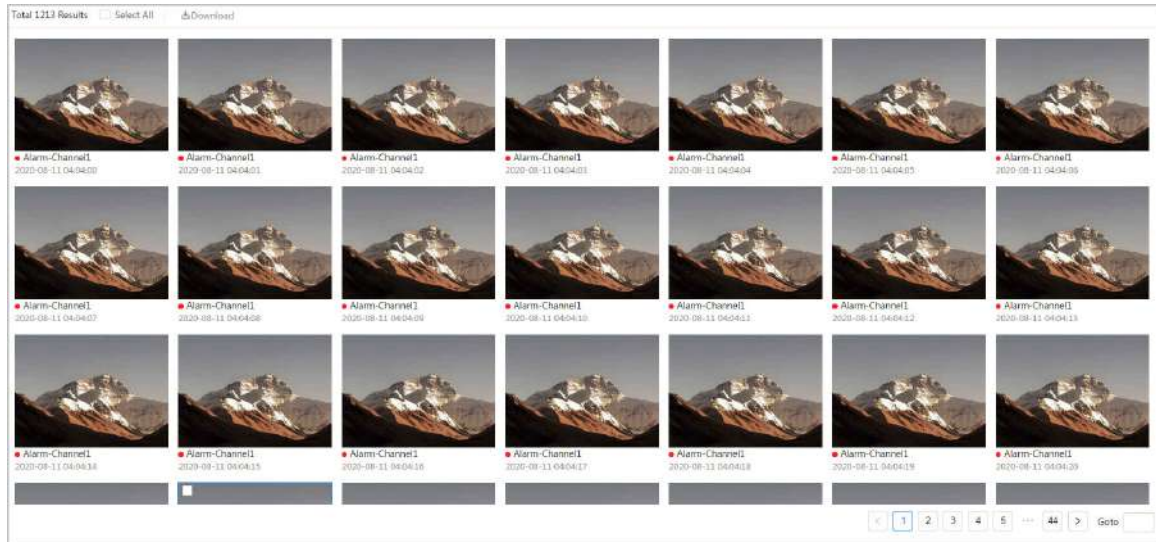 Total 1213 Results Select All Download
Alarm-Channel1 Alarm-Channel1 Alarm-Channel1 Alarm-Channel1 Alarm-Channel1 Alarm-Channel1 Alarm-Channel1
2020-08-11 04:04:00 2020-08-11 04:04:01 2020-08-11 04:04:02 2020-08-11 04:04:03 2020-08-11 04:04:04 2020-08-11 04:04:05 2020-08-11 04:04:06
Alarm-Channel1 Alarm-Channel1 Alarm-Channel1 Alarm-Channel1 Alarm-Channel1 Alarm-Channel1 Alarm-Channel1
2020-08-11 04:04:07 2020-08-11 04:04:08 2020-08-11 04:04:09 2020-08-11 04:04:10 2020-08-11 04:04:11 2020-08-11 04:04:12 2020-08-11 04:04:13
Alarm-Channel1 Alarm-Channel1 Alarm-Channel1 Alarm-Channel1 Alarm-Channel1 Alarm-Channel1 Alarm-Channel1
2020-08-11 04:04:14 2020-08-11 04:04:15 2020-08-11 04:04:16 2020-08-11 04:04:17 2020-08-11 04:04:18 2020-08-11 04:04:19 2020-08-11 04:04:20
< 1 2 3 4 5 ··· 44 > Goto